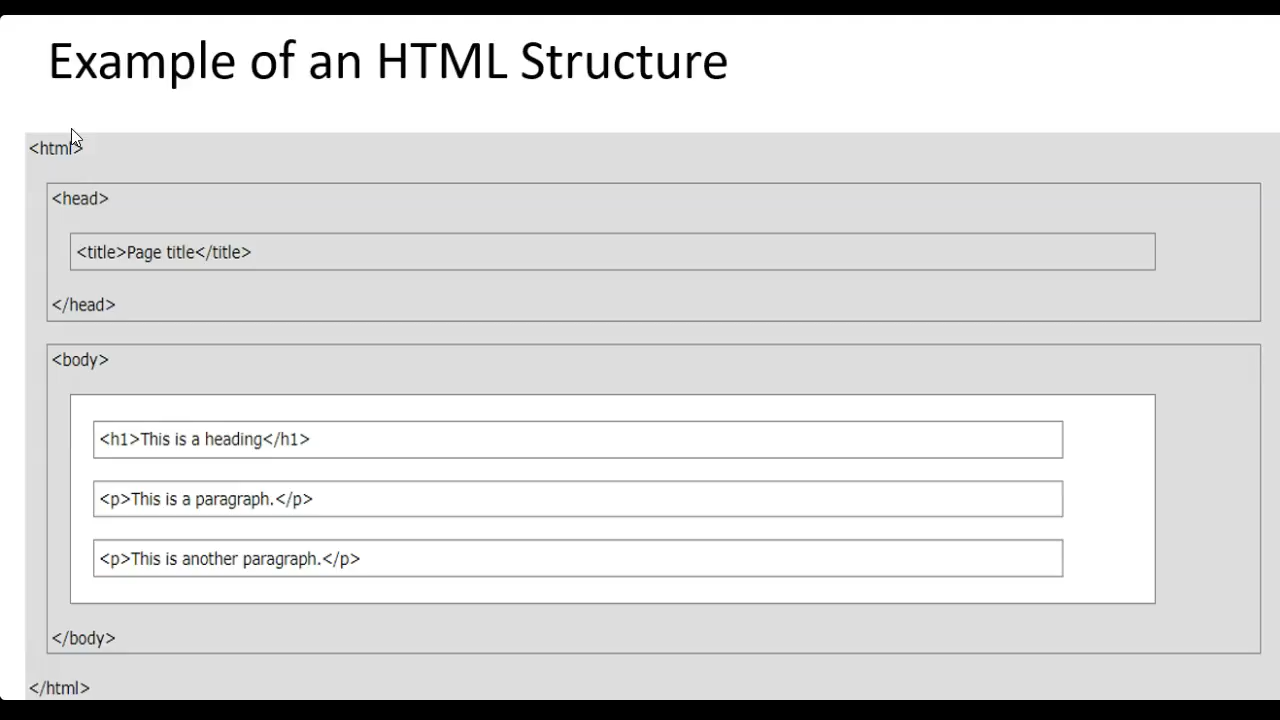 Example of an HTML Structure
<html>
<head>
<title>Page title</title>
</head>
<body>
<h1>This is a heading</h1>
<p>This is a paragraph.</p>
<p>This is another paragraph.</p>
</body>
</html>